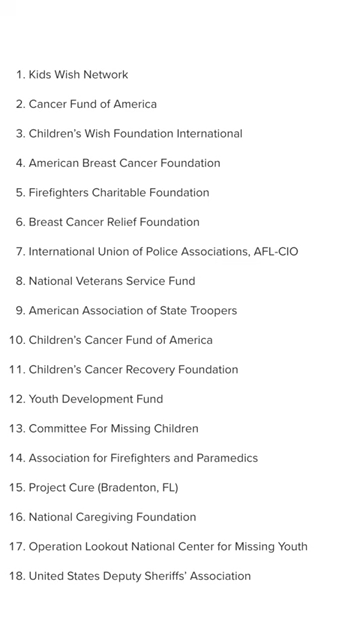 1. Kids Wish Network
2. Cancer Fund of America
3. Children’s Wish Foundation International
4. American Breast Cancer Foundation
5. Firefighters Charitable Foundation
6. Breast Cancer Relief Foundation
7. International Union of Police Associations, AFL-CIO
8. National Veterans Service Fund
9. American Association of State Troopers
10. Children’s Cancer Fund of America
11. Children’s Cancer Recovery Foundation
12. Youth Development Fund
13. Committee For Missing Children
14. Association for Firefighters and Paramedics
15. Project Cure (Bradenton, FL)
16. National Caregiving Foundation
17. Operation Lookout National Center for Missing Youth
18. United States Deputy Sheriffs’ Association